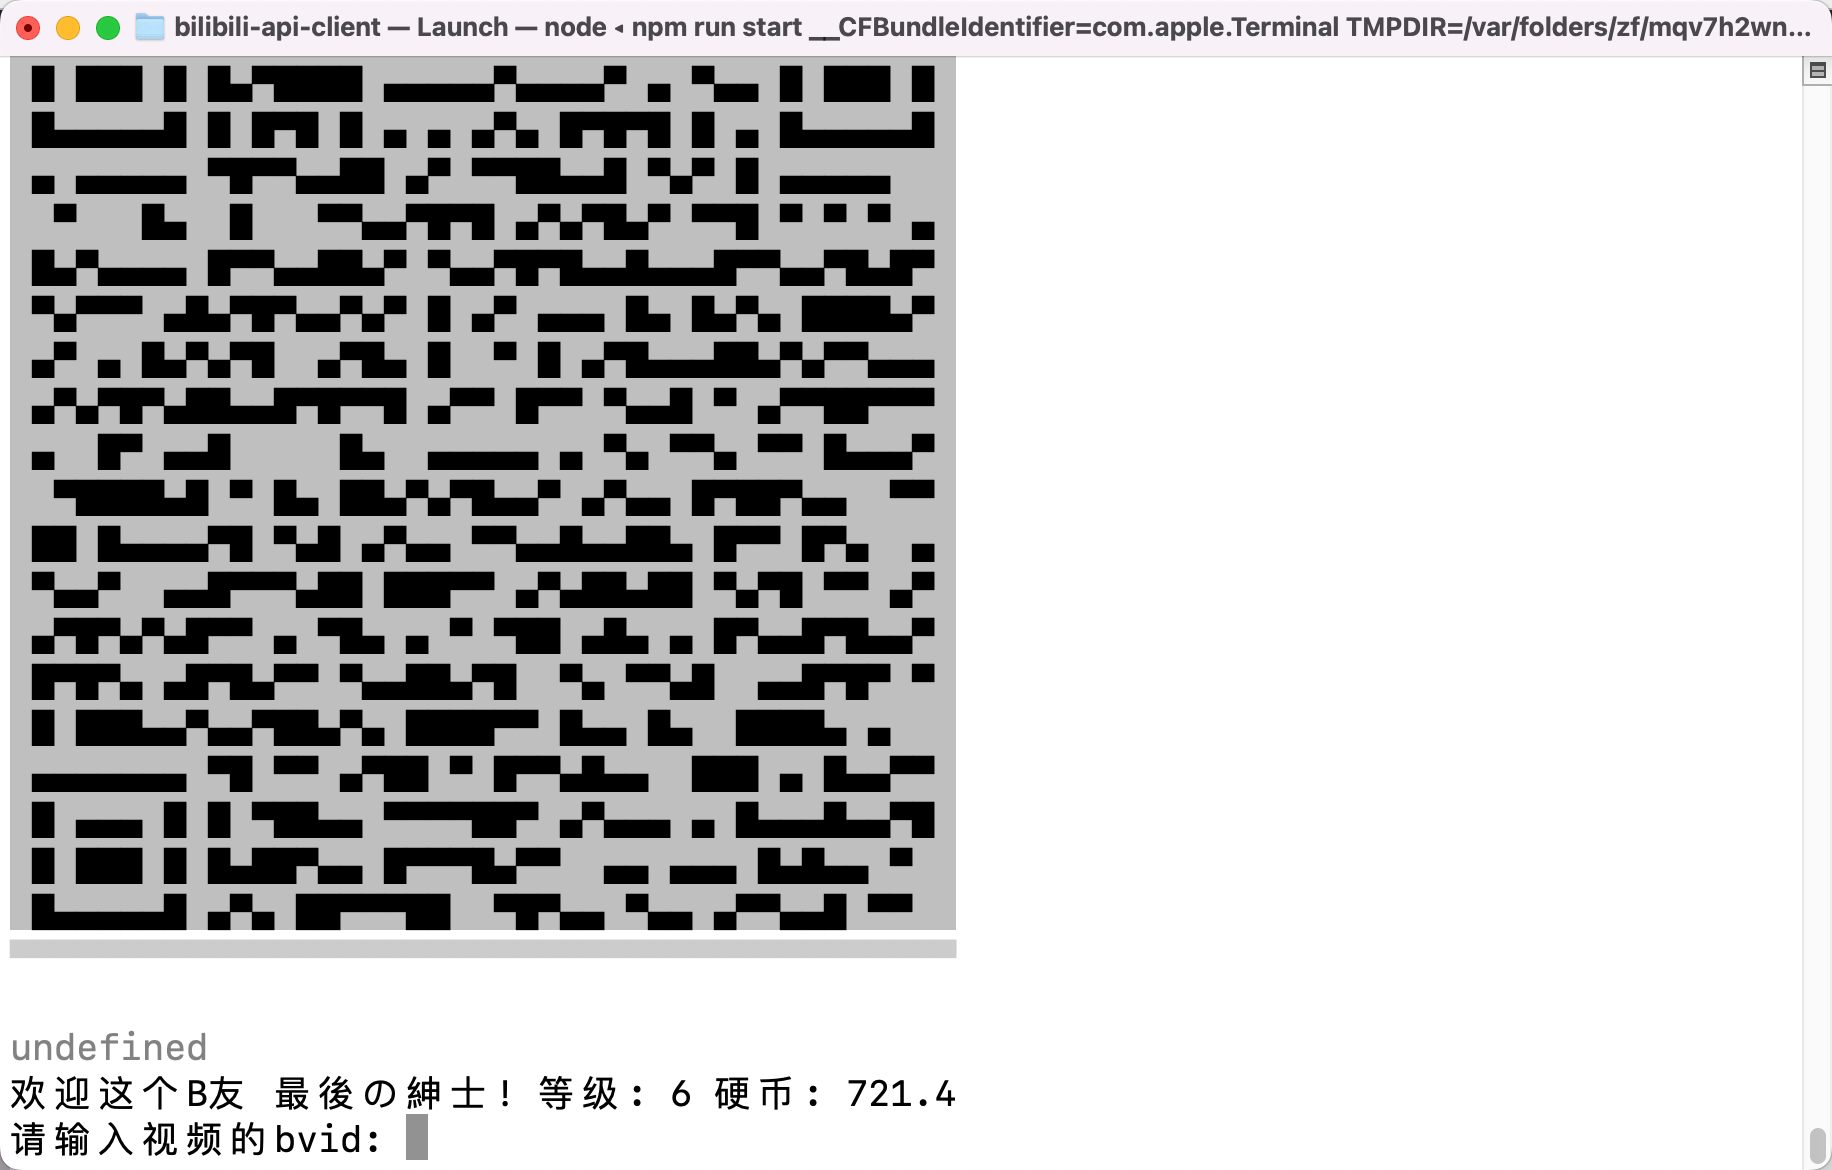 bilibili-api-client — Launch — node ◂ npm run start __CFBundleIdentifier=com.apple.Terminal TMPDIR=/var/folders/zf/mqv7h2wn...
undefined
欢迎这个B友 最後の紳士! 等级: 6 硬币: 721.4
请输入视频的bvid: